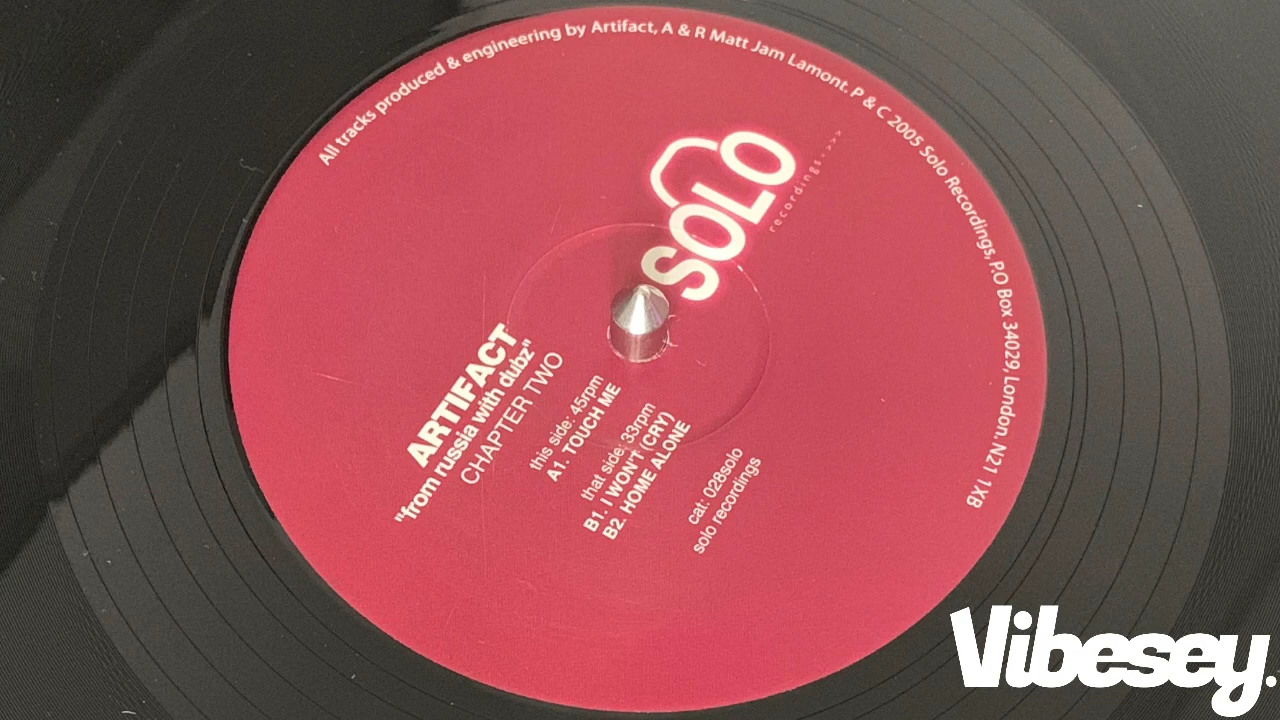 All tracks produced & engineering by Artifact, A & R Matt Jam Lamont. P & C 2005 Solo Recordings, P.O Box 34029, London. N21 1XB
SOLO
recordings.>>>
ARTIFACT
"from russia with dubz"
CHAPTER TWO
this side: 45rpm
A1. TOUCH ME
that side: 33rpm
B1. I WON'T (CRY)
B2. HOME ALONE
cat: 028solo
solo recordings
Vibesey.